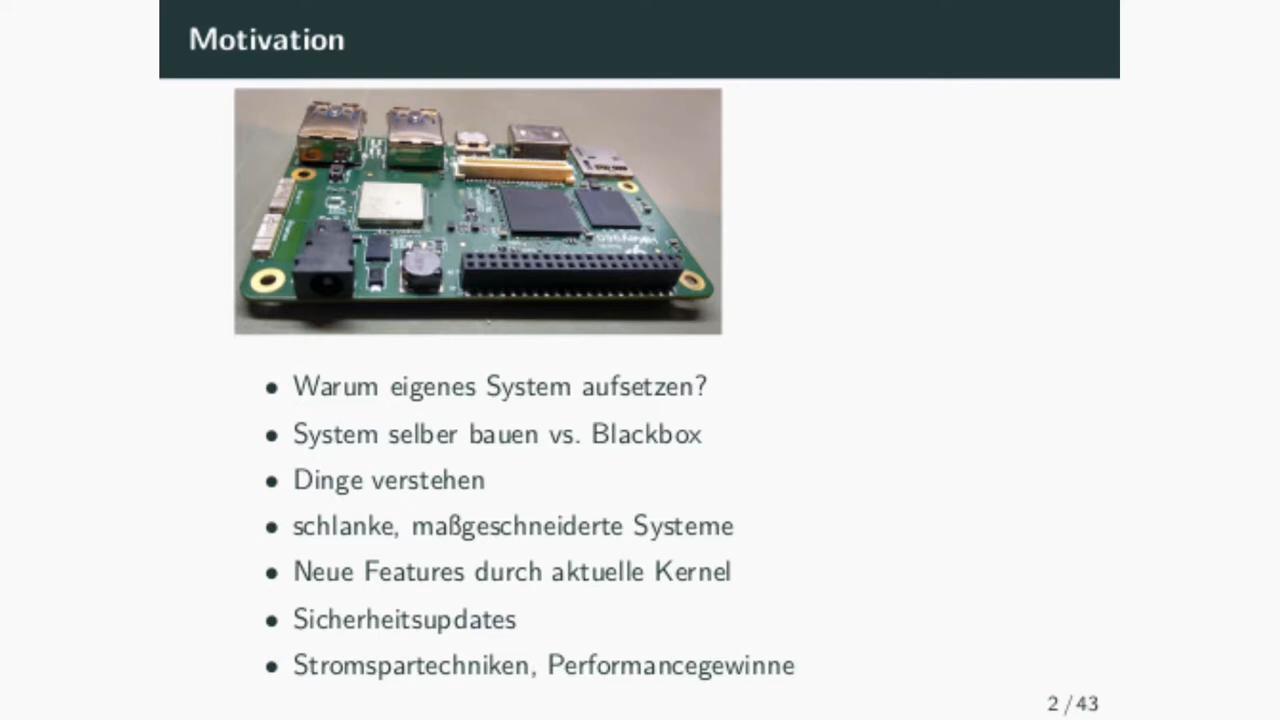 Motivation
Warum eigenes System aufsetzen?
System selber bauen vs. Blackbox
Dinge verstehen
schlanke, maßgeschneiderte Systeme
Neue Features durch aktuelle Kernel
Sicherheitsupdates
Stromspartechniken, Performancegewinne
2 / 43